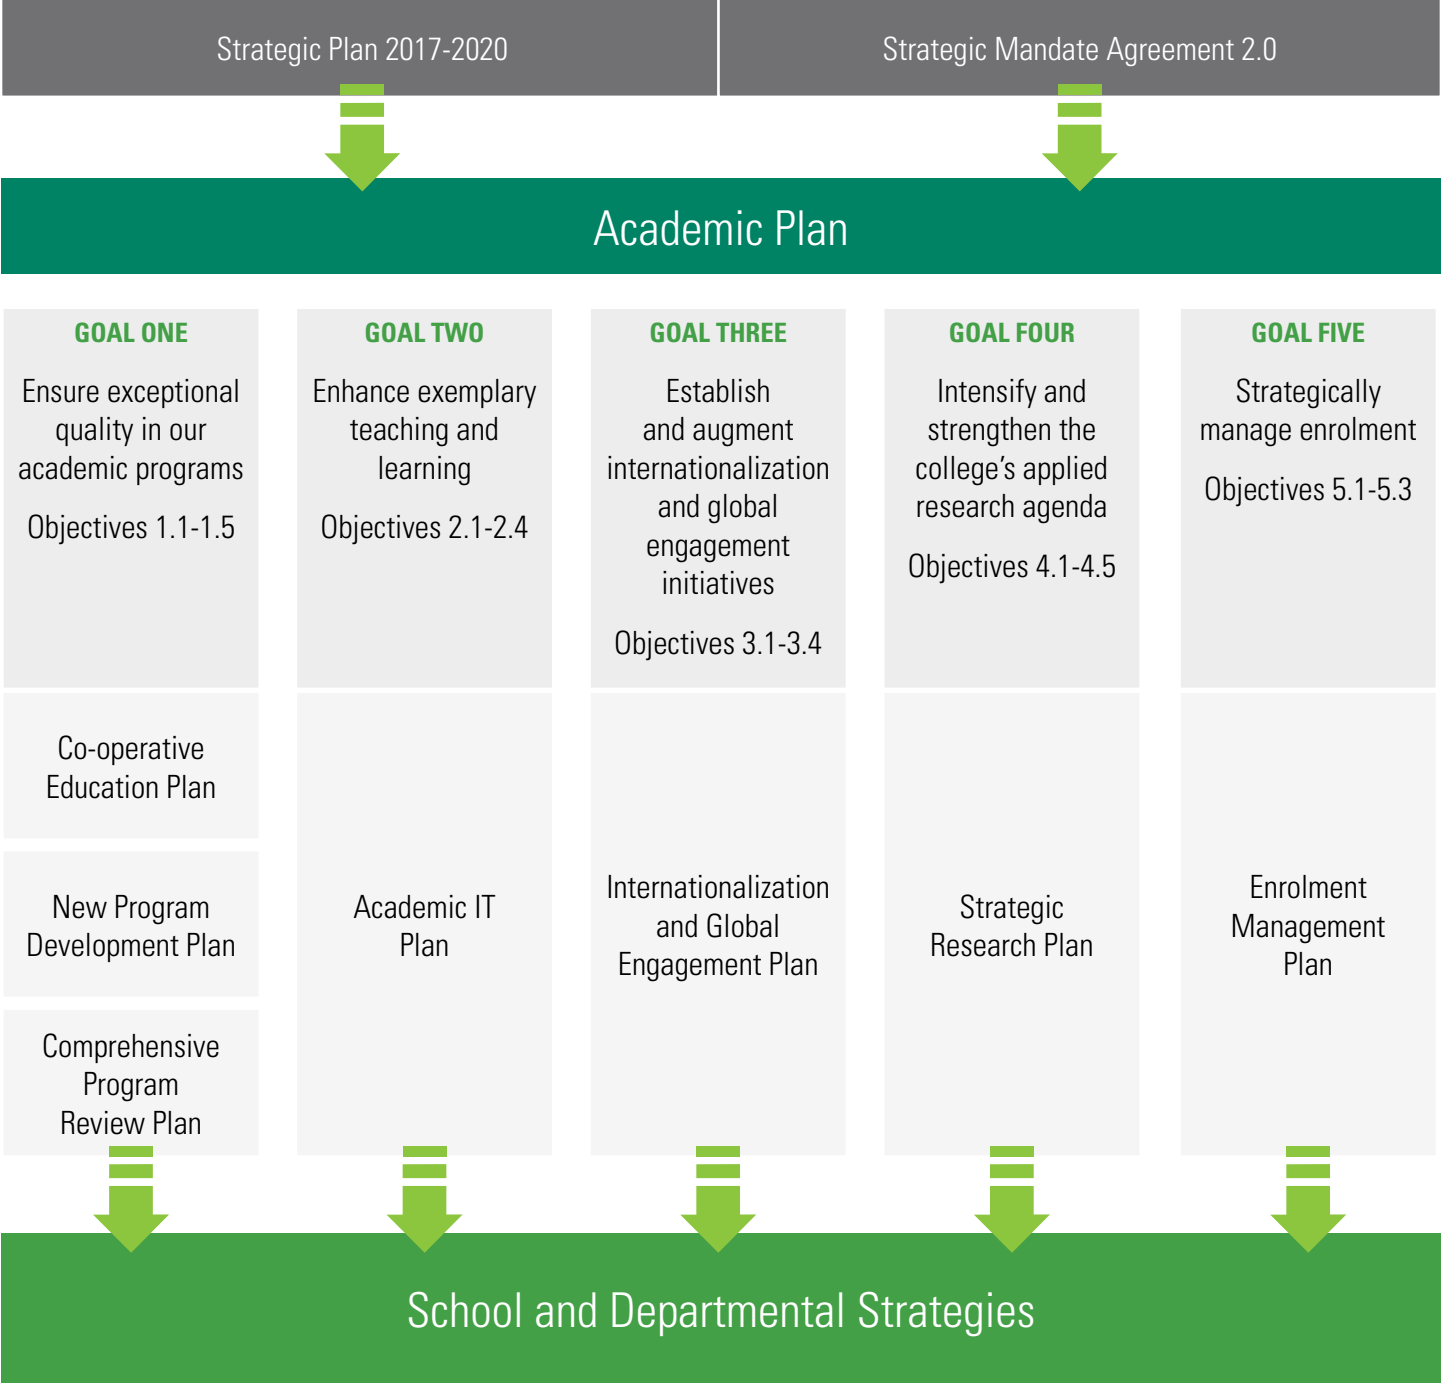 Strategic Plan 2017-2020
Strategic Mandate Agreement 2.0
Academic Plan
GOAL ONE
Ensure exceptional
quality in our
academic programs
Objectives 1.1-1.5
GOAL TWO
Enhance exemplary
teaching and
learning
Objectives 2.1-2.4
GOAL THREE
Establish
and augment
internationalization
and global
engagement
initiatives
Objectives 3.1-3.4
GOAL FOUR
Intensify and
strengthen the
college’s applied
research agenda
Objectives 4.1-4.5
GOAL FIVE
Strategically
manage enrolment
Objectives 5.1-5.3
Co-operative
Education Plan
New Program
Development Plan
Comprehensive
Program
Review Plan
Academic IT
Plan
Internationalization
and Global
Engagement Plan
Strategic
Research Plan
Enrolment
Management
Plan
School and Departmental Strategies